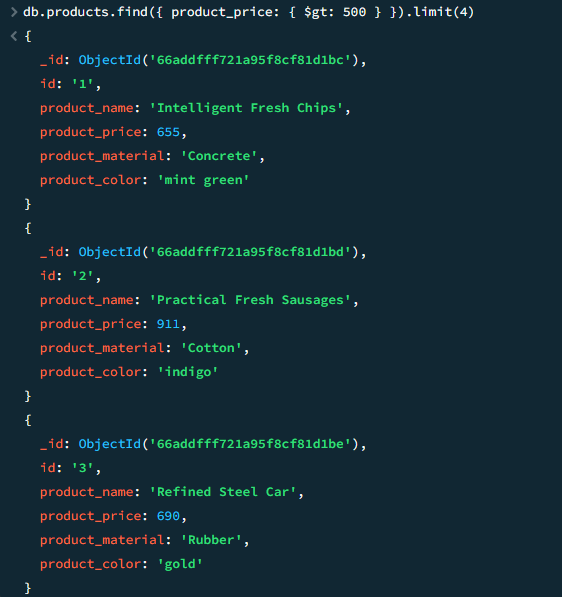 > db.products.find({ product_price: { $gt: 500 } }).limit(4)
< {
_id: ObjectId('66addfff721a95f8cf81d1bc'),
id: '1',
product_name: 'Intelligent Fresh Chips',
product_price: 655,
product_material: 'Concrete',
product_color: 'mint green'
}
{
_id: ObjectId('66addfff721a95f8cf81d1bd'),
id: '2',
product_name: 'Practical Fresh Sausages',
product_price: 911,
product_material: 'Cotton',
product_color: 'indigo'
}
{
_id: ObjectId('66addfff721a95f8cf81d1be'),
id: '3',
product_name: 'Refined Steel Car',
product_price: 690,
product_material: 'Rubber',
product_color: 'gold'
}